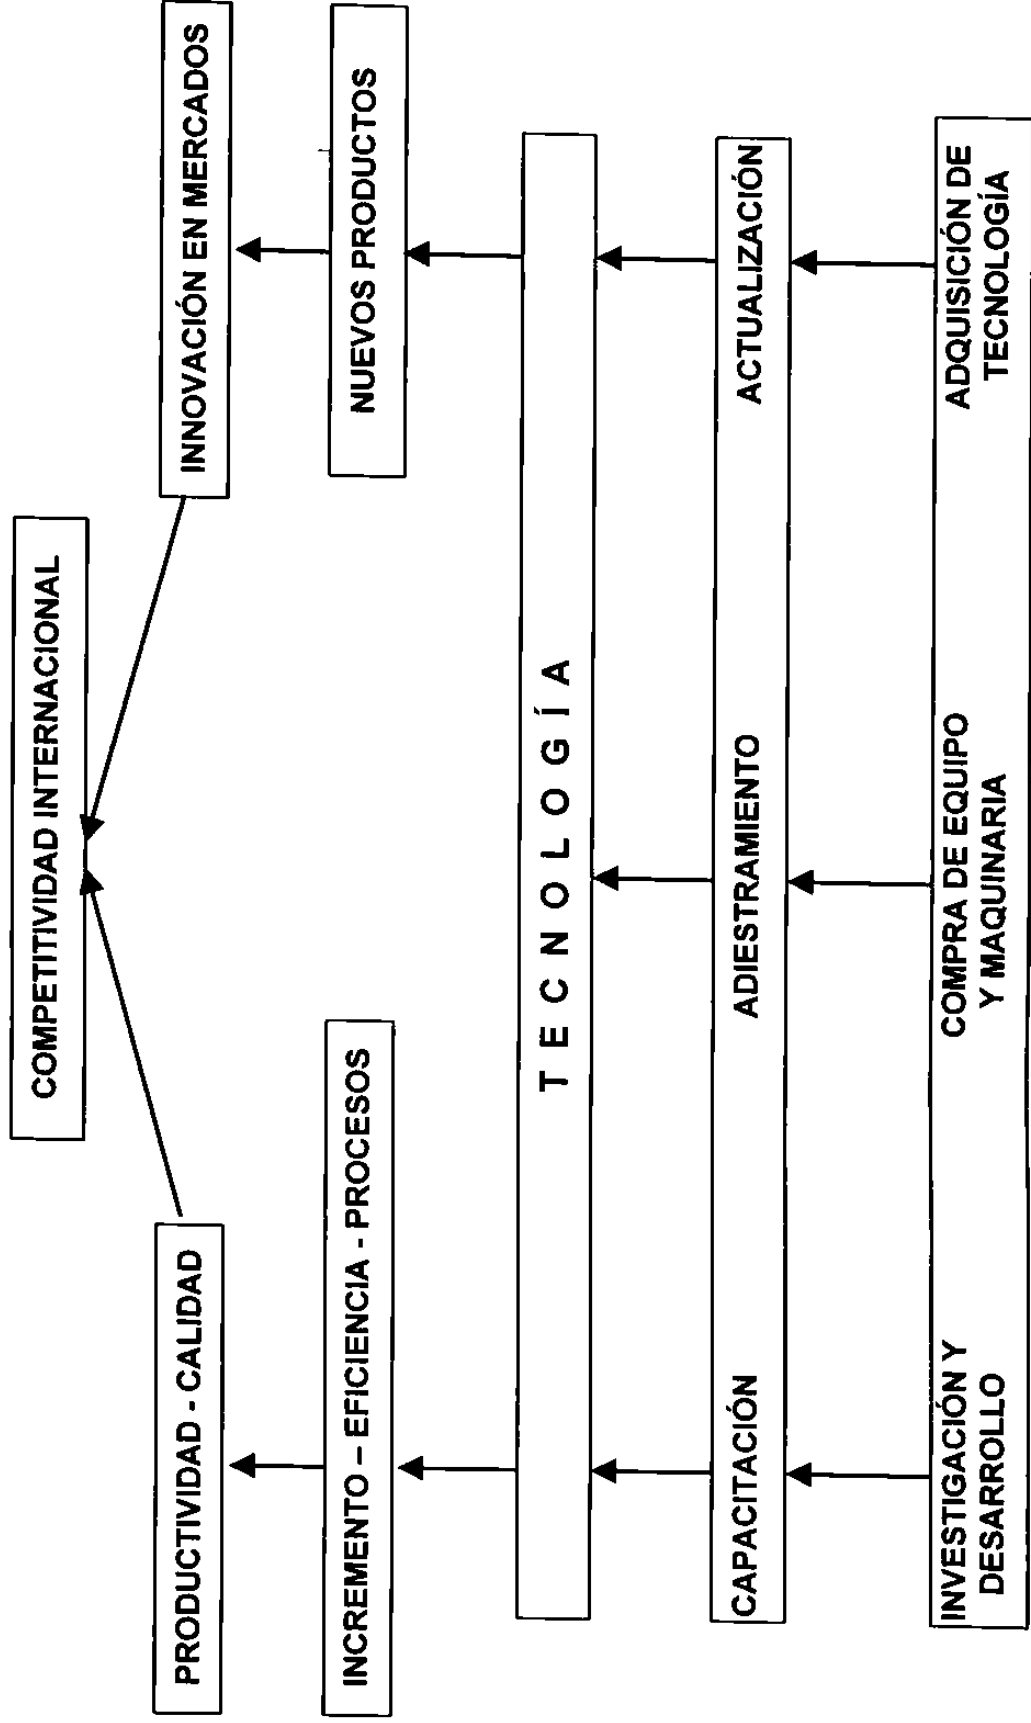 COMPETITIVIDAD INTERNACIONAL
PRODUCTIVIDAD - CALIDAD
INNOVACIÓN EN MERCADOS
INCREMENTO – EFICIENCIA - PROCESOS
NUEVOS PRODUCTOS
TECNOLOGÍA
CAPACITACIÓN
ADIESTRAMIENTO
ACTUALIZACIÓN
INVESTIGACIÓN Y
DESARROLLO
COMPRA DE EQUIPO
Y MAQUINARIA
ADQUISICIÓN DE
TECNOLOGÍA